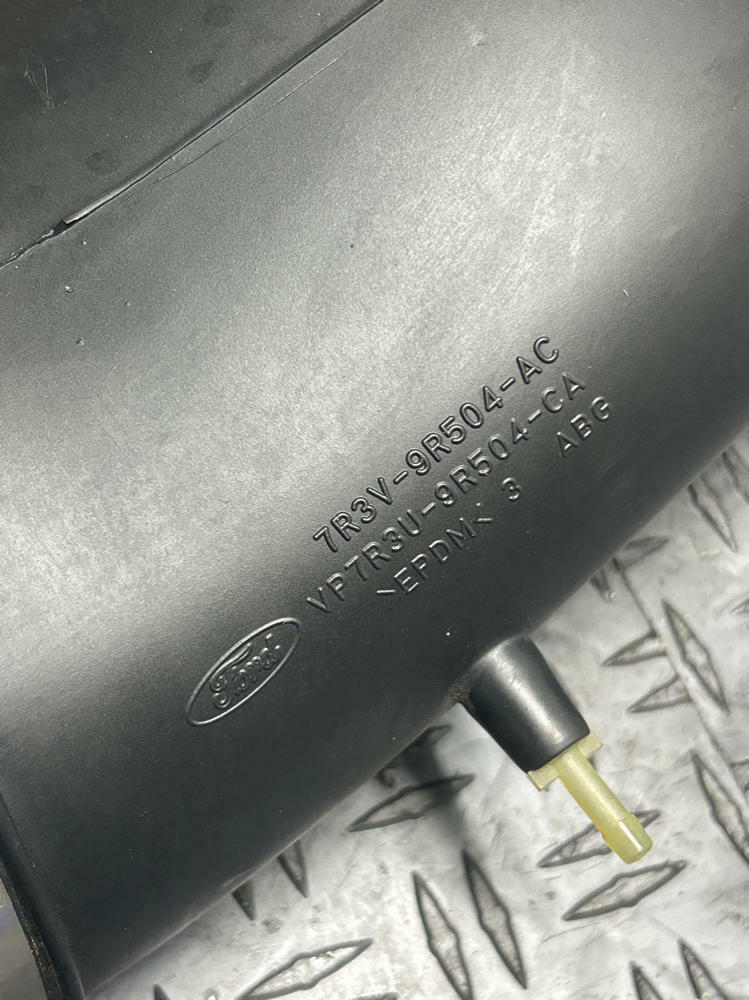 7R3V-9R504-AC
VP7R3U-9R504-CA
>EPDM< 3 ABG
Ford